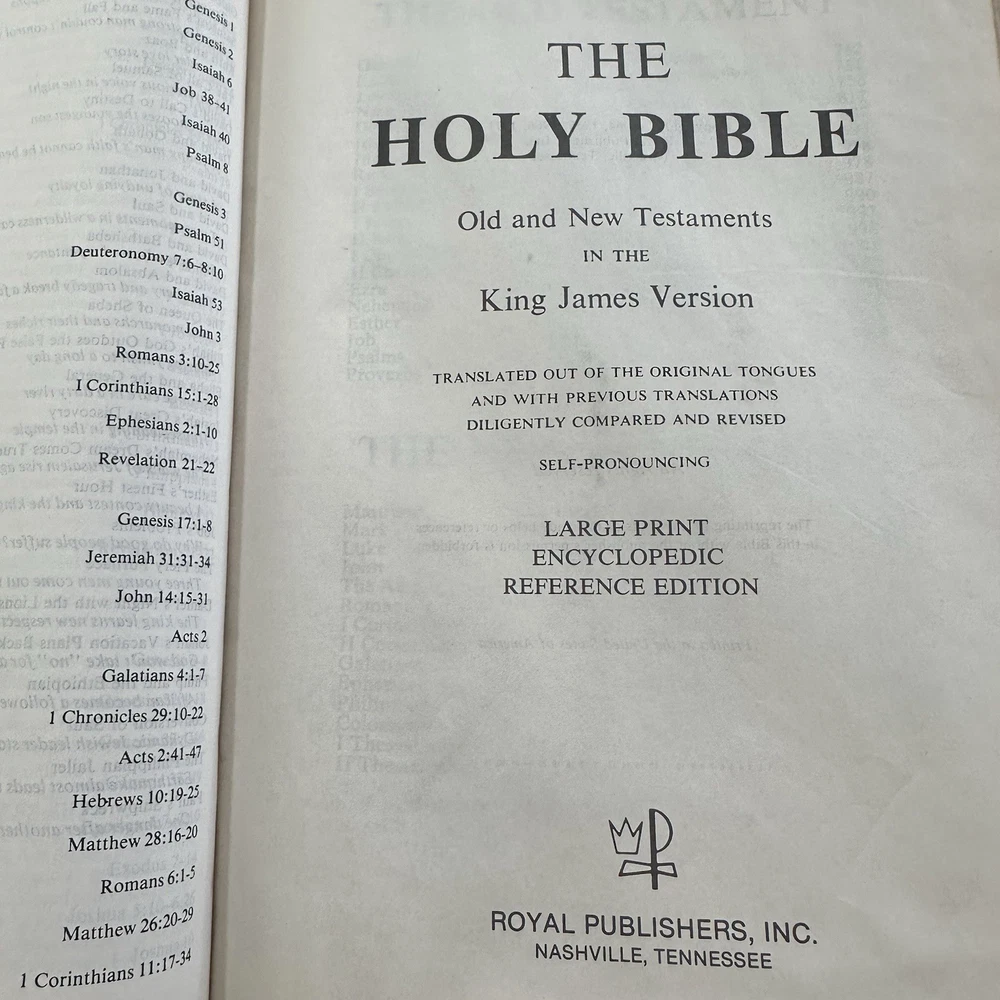 Genesis 1
Genesis 2
Isaiah 6
Job 38-41
Isaiah 40
Psalm 8
Genesis 3
Psalm 51
Deuteronomy 7:6–8:10
Isaiah 53
John 3
Romans 3:10-25
I Corinthians 15:1-28
Ephesians 2:1-10
Revelation 21–22
Genesis 17:1-8
Jeremiah 31:31-34
John 14:15-31
Acts 2
Galatians 4:1-7
1 Chronicles 29:10-22
Acts 2:41-47
Hebrews 10:19-25
Matthew 28:16-20
Romans 6:1-5
Matthew 26:20-29
1 Corinthians 11:17-34
THE
HOLY BIBLE
Old and New Testaments
IN THE
King James Version
TRANSLATED OUT OF THE ORIGINAL TONGUES
AND WITH PREVIOUS TRANSLATIONS
DILIGENTLY COMPARED AND REVISED
SELF-PRONOUNCING
LARGE PRINT
ENCYCLOPEDIC
REFERENCE EDITION
ROYAL PUBLISHERS, INC.
NASHVILLE, TENNESSEE